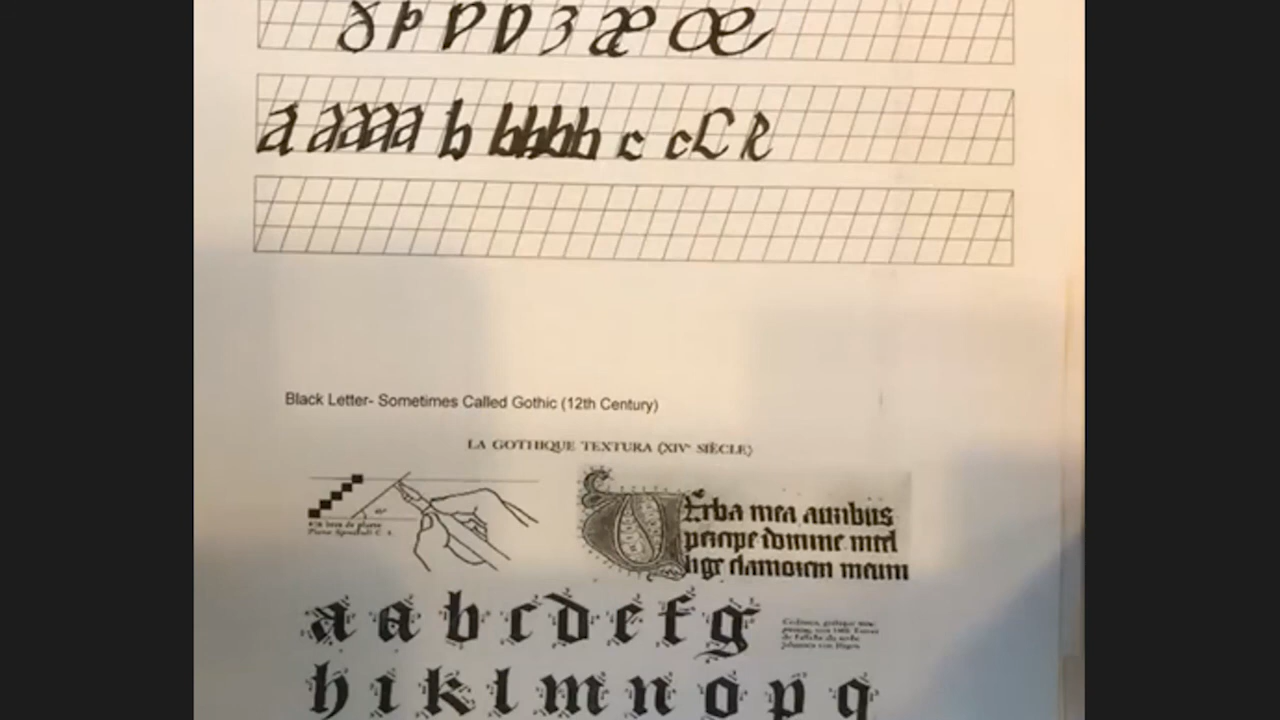 þ æ œ
a aaaa b bbbb c c
Black Letter- Sometimes Called Gothic (12th Century)
LA GOTHIQUE TEXTURA (XIVe SIÈCLE)
45°
Verba mea auribus
percipe domine intel
lige clamorem meum
a a b c d e f g
h i k l m n o p q